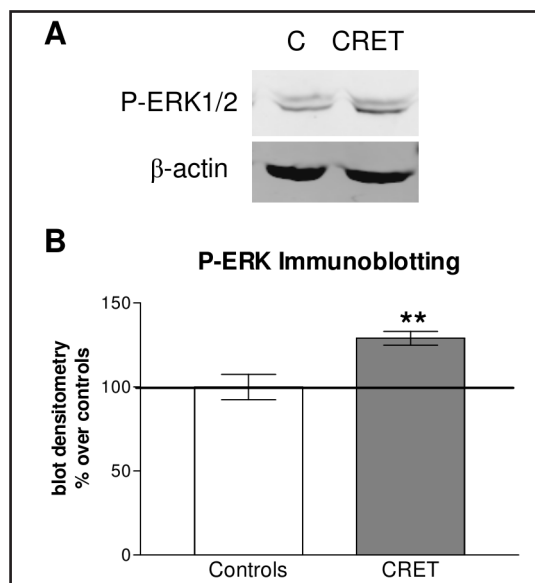 A
C CRET
P-ERK1/2
β-actin
B
P-ERK Immunoblotting
blot densitometry
% over controls
150
100
50
0
**
Controls CRET